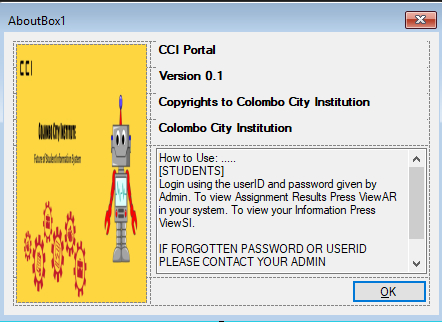 AboutBox1
CCI
COLOMBO CITY INSTITUTE
Future of Student Information System
CCI Portal
Version 0.1
Copyrights to Colombo City Institution
Colombo City Institution
How to Use: .....
[STUDENTS]
Login using the userID and password given by
Admin. To view Assignment Results Press ViewAR
in your system. To view your Information Press
ViewSI.
IF FORGOTTEN PASSWORD OR USERID
PLEASE CONTACT YOUR ADMIN
OK